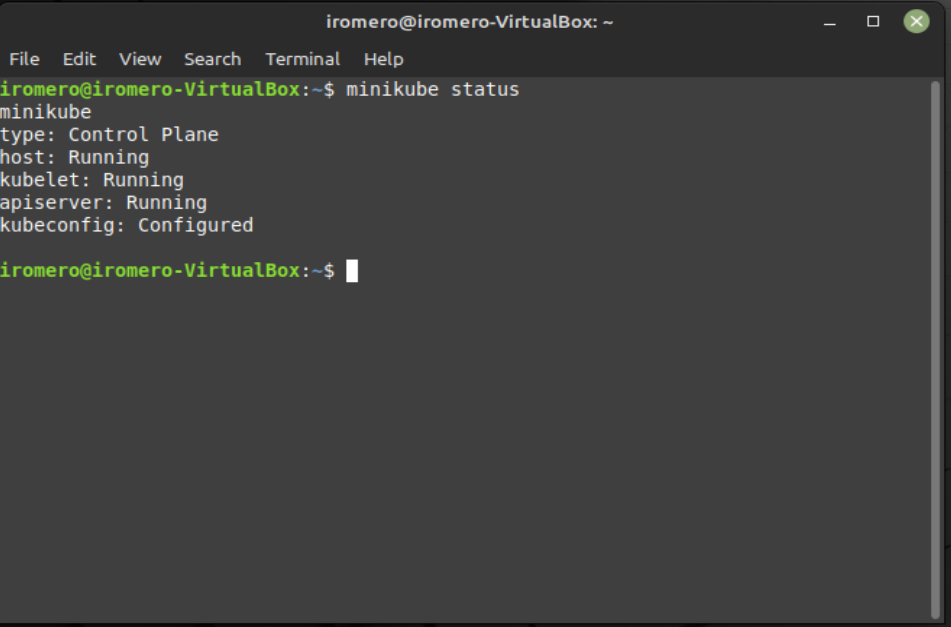 iromero@iromero-VirtualBox: ~
File Edit View Search Terminal Help
iromero@iromero-VirtualBox:~$ minikube status
minikube
type: Control Plane
host: Running
kubelet: Running
apiserver: Running
kubeconfig: Configured
iromero@iromero-VirtualBox:~$